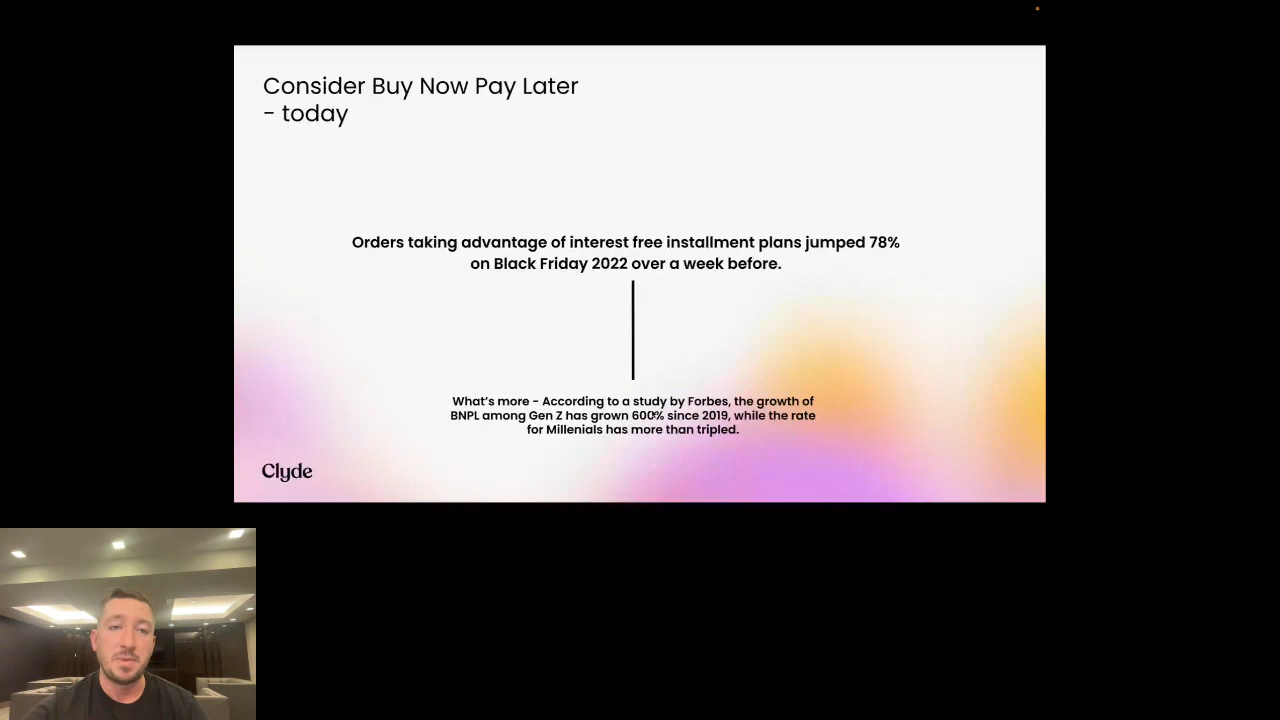 Consider Buy Now Pay Later
- today
Orders taking advantage of interest free installment plans jumped 78%
on Black Friday 2022 over a week before.
What's more - According to a study by Forbes, the growth of
BNPL among Gen Z has grown 600% since 2019, while the rate
for Millenials has more than tripled.
Clyde